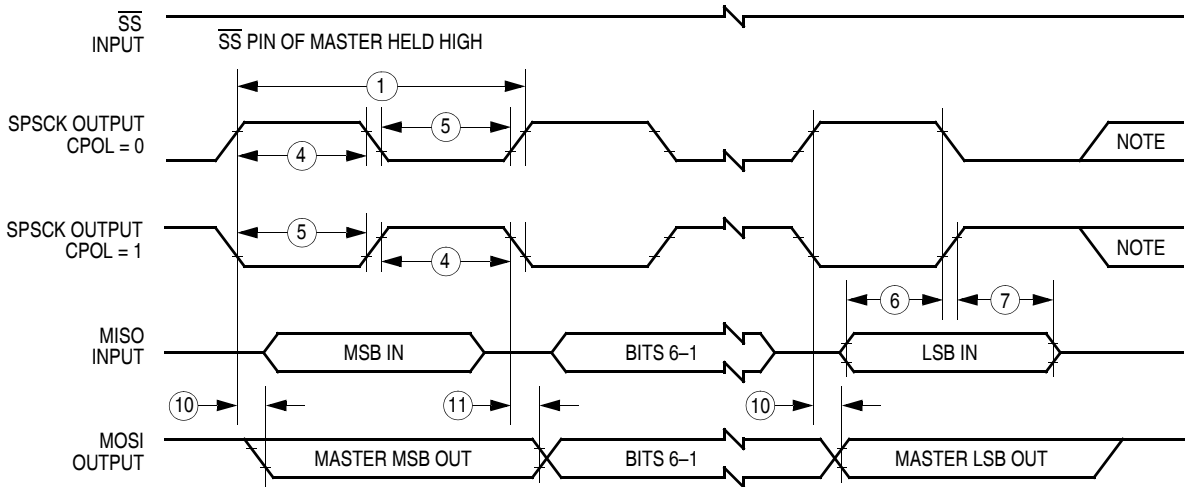 SS
INPUT
SS PIN OF MASTER HELD HIGH
1
SPSCK OUTPUT
CPOL = 0
5
4
NOTE
SPSCK OUTPUT
CPOL = 1
5
4
NOTE
6
7
MISO
INPUT
MSB IN
BITS 6–1
LSB IN
10
11
10
MOSI
OUTPUT
MASTER MSB OUT
BITS 6–1
MASTER LSB OUT